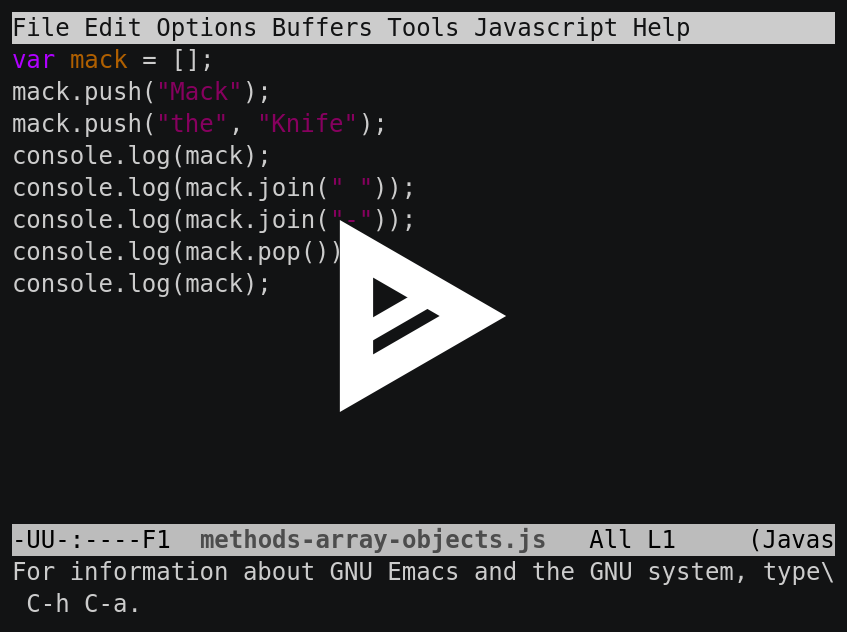 File Edit Options Buffers Tools Javascript Help
var mack = [];
mack.push("Mack");
mack.push("the", "Knife");
console.log(mack);
console.log(mack.join(" "));
console.log(mack.join("-"));
console.log(mack.pop())
console.log(mack);
-UU-:----F1  methods-array-objects.js   All L1     (Javas
For information about GNU Emacs and the GNU system, type\
 C-h C-a.